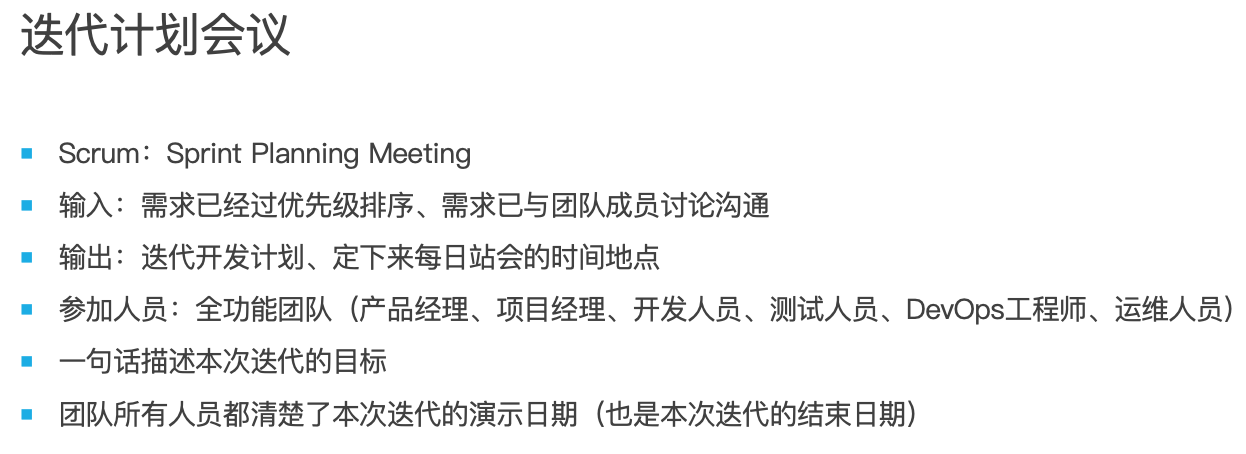 迭代计划会议
Scrum：Sprint Planning Meeting
输入：需求已经过优先级排序、需求已与团队成员讨论沟通
输出：迭代开发计划、定下来每日站会的时间地点
参加人员：全功能团队（产品经理、项目经理、开发人员、测试人员、DevOps工程师、运维人员）
一句话描述本次迭代的目标
团队所有人员都清楚了本次迭代的演示日期（也是本次迭代的结束日期）